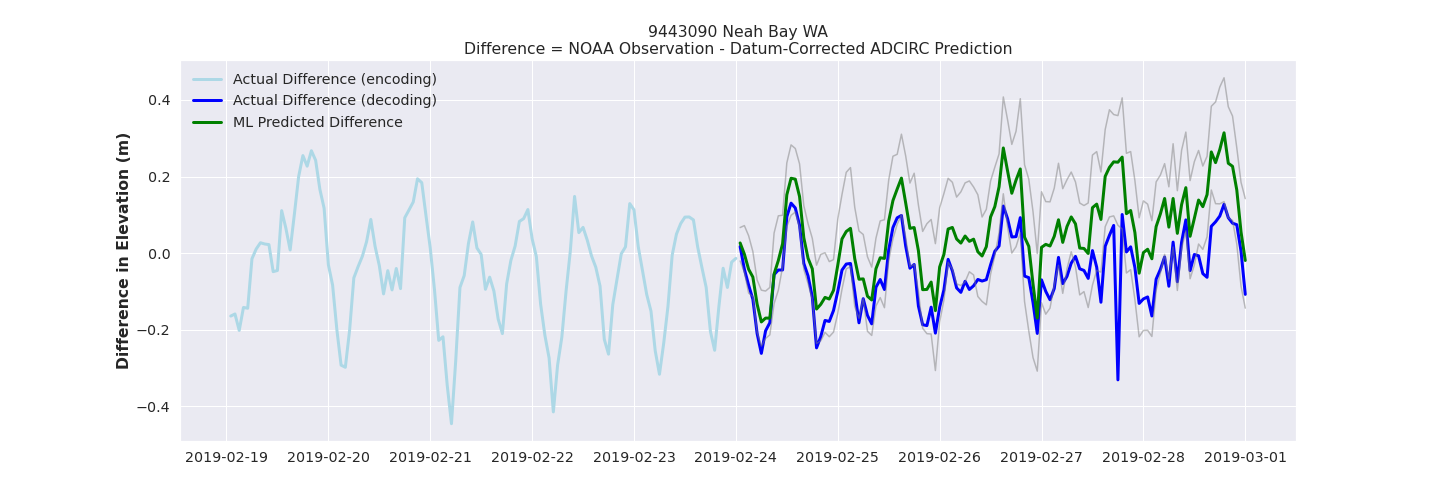 9443090 Neah Bay WA
Difference = NOAA Observation - Datum-Corrected ADCIRC Prediction
Actual Difference (encoding)
Actual Difference (decoding)
ML Predicted Difference
Difference in Elevation (m)
0.4
0.2
0.0
−0.2
−0.4
2019-02-19 2019-02-20 2019-02-21 2019-02-22 2019-02-23 2019-02-24 2019-02-25 2019-02-26 2019-02-27 2019-02-28 2019-03-01